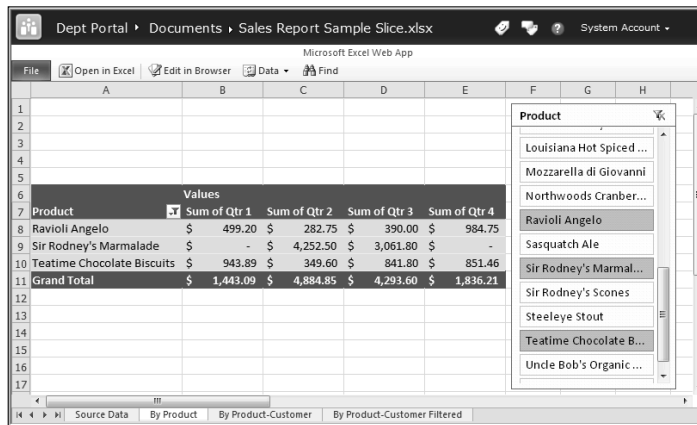 Dept Portal ▸ Documents ▸ Sales Report Sample Slice.xlsx
System Account
Microsoft Excel Web App
File Open in Excel Edit in Browser Data Find
A B C D E F G H
1
2
3
4
5
6 Values
7 Product Sum of Qtr 1 Sum of Qtr 2 Sum of Qtr 3 Sum of Qtr 4
8 Ravioli Angelo $ 499.20 $ 282.75 $ 390.00 $ 984.75
9 Sir Rodney's Marmalade $ - $ 4,252.50 $ 3,061.80 $ -
10 Teatime Chocolate Biscuits $ 943.89 $ 349.60 $ 841.80 $ 851.46
11 Grand Total $ 1,443.09 $ 4,884.85 $ 4,293.60 $ 1,836.21
12
13
14
15
16
17
Product
Louisiana Hot Spiced ...
Mozzarella di Giovanni
Northwoods Cranber...
Ravioli Angelo
Sasquatch Ale
Sir Rodney's Marmal...
Sir Rodney's Scones
Steeleye Stout
Teatime Chocolate B...
Uncle Bob's Organic ...
Source Data By Product By Product-Customer By Product-Customer Filtered